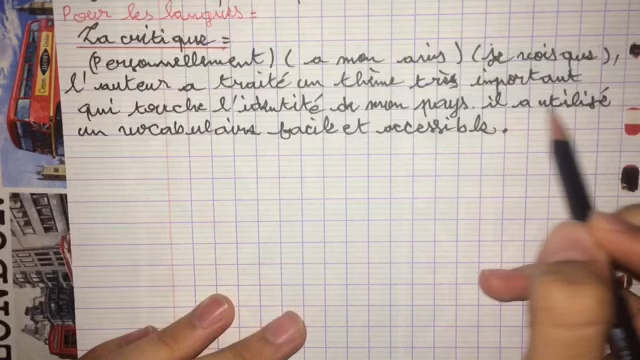 Pour les langues =
La critique =
(Personnellement) (a mon avis) (je vois que),
l'auteur a traité un thème très important
qui touche l'identité de mon pays. il a utilisé
un vocabulaire facile et accessible.
LONDON